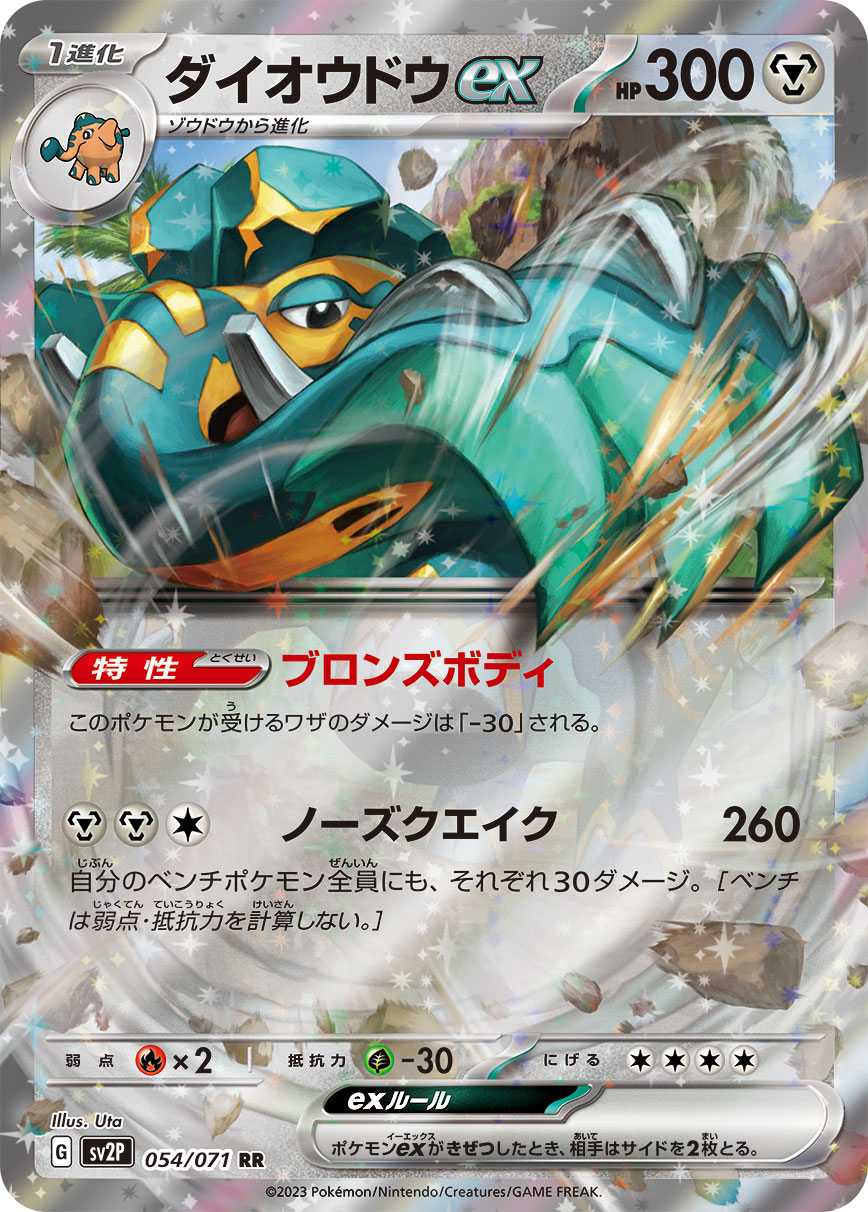 1進化
ダイオウドウex
HP300
ゾウドウから進化
特性
とくせい
ブロンズボディ
このポケモンが受けるワザのダメージは「-30」される。
う
ノーズクエイク 260
じぶん ぜんいん
自分のベンチポケモン全員にも、それぞれ30ダメージ。[ベンチ
じゃくてん ていこうりょく けいさん
は弱点・抵抗力を計算しない。]
弱点 ×2 抵抗力 -30 にげる
exルール
イーエックス あいて まい
ポケモンexがきぜつしたとき、相手はサイドを2枚とる。
Illus. Uta
G sv2P 054/071 RR
©2023 Pokémon/Nintendo/Creatures/GAME FREAK.